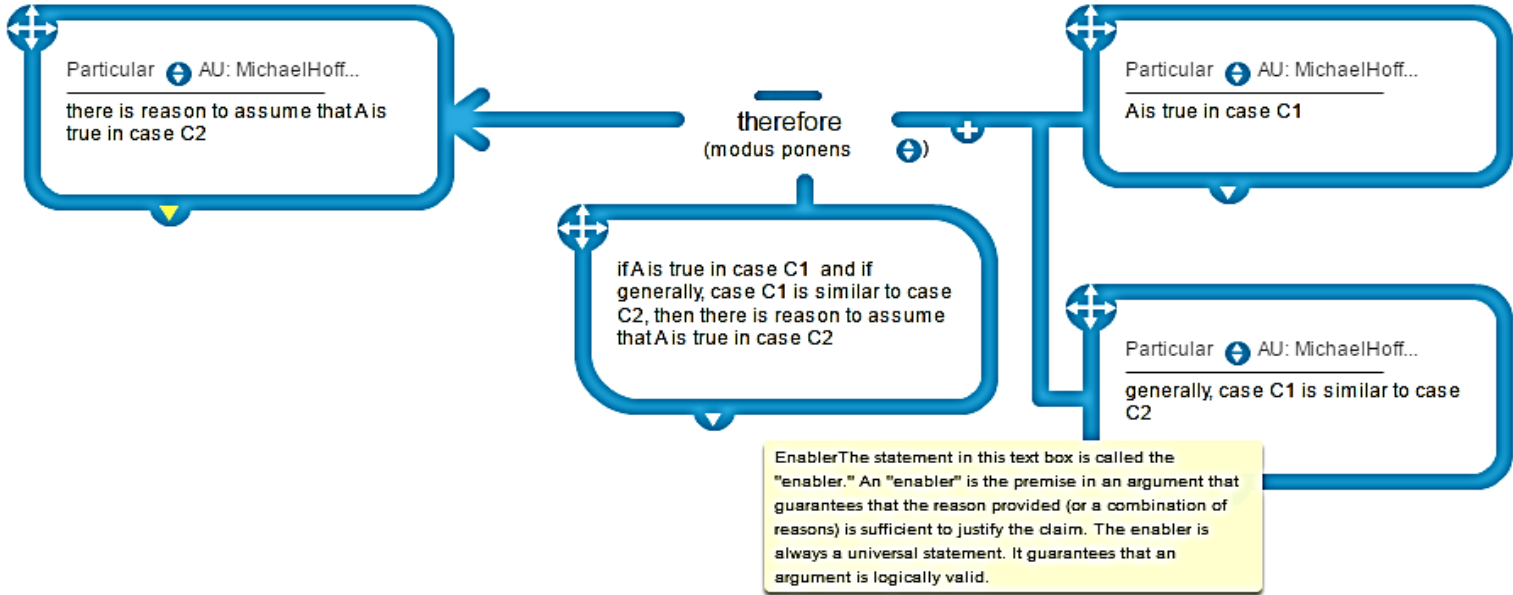 Particular AU: MichaelHoff...
there is reason to assume that A is
true in case C2
therefore
(modus ponens )
Particular AU: MichaelHoff...
A is true in case C1
if A is true in case C1 and if
generally, case C1 is similar to case
C2, then there is reason to assume
that A is true in case C2
Particular AU: MichaelHoff...
generally, case C1 is similar to case
C2
EnablerThe statement in this text box is called the
"enabler." An "enabler" is the premise in an argument that
guarantees that the reason provided (or a combination of
reasons) is sufficient to justify the claim. The enabler is
always a universal statement. It guarantees that an
argument is logically valid.